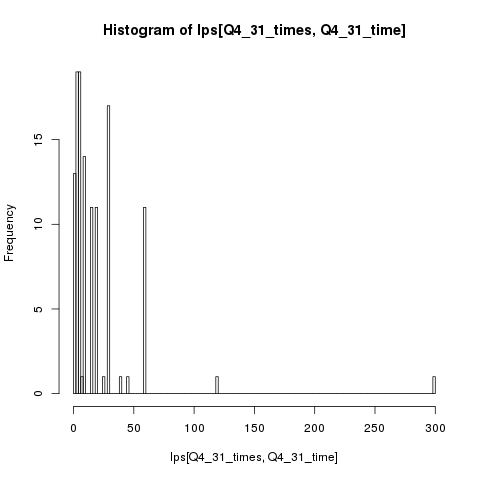 Histogram of lps[Q4_31_times, Q4_31_time]
Frequency
15
10
5
0
0 50 100 150 200 250 300
lps[Q4_31_times, Q4_31_time]